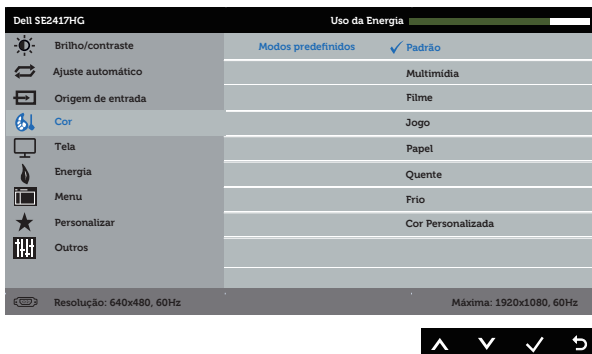 Dell SE2417HG Uso da Energia
Brilho/contraste Modos predefinidos Padrão
Ajuste automático Multimídia
Origem de entrada Filme
Cor Jogo
Tela Papel
Energia Quente
Menu Frio
Personalizar Cor Personalizada
Outros
Resolução: 640x480, 60Hz Máxima: 1920x1080, 60Hz